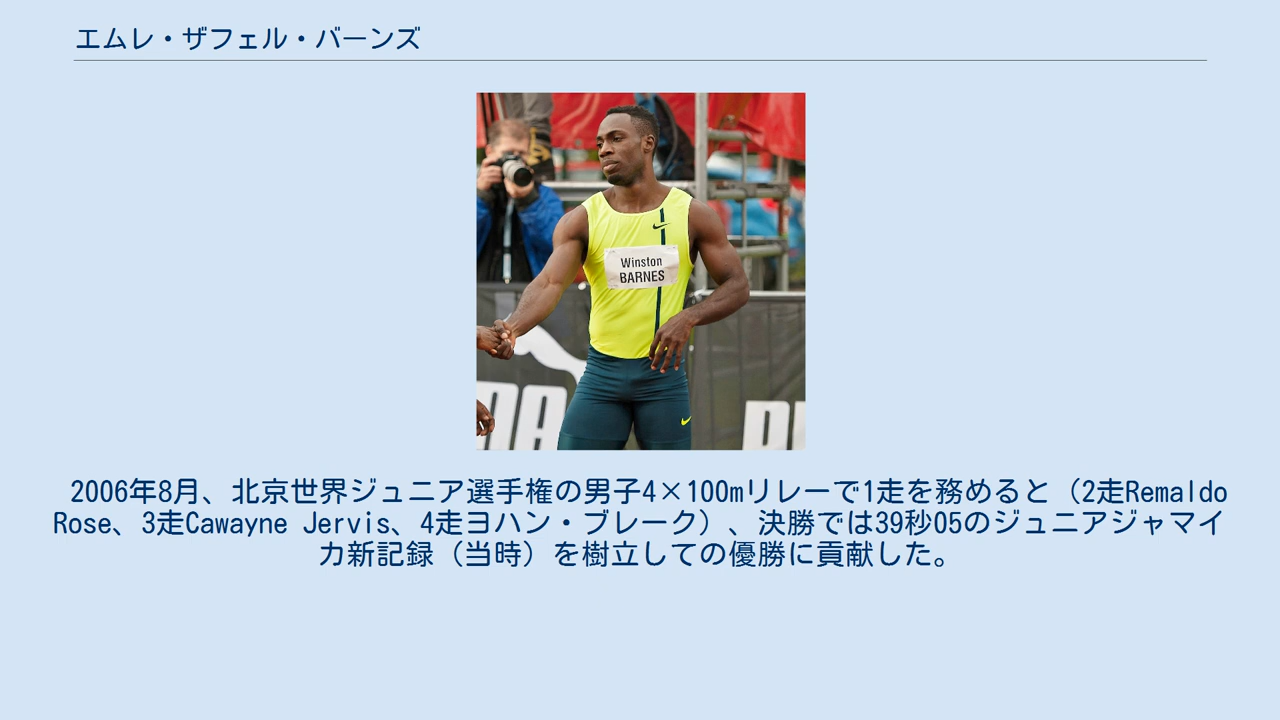 エムレ・ザフェル・バーンズ
Winston
BARNES
2006年8月、北京世界ジュニア選手権の男子4×100mリレーで1走を務めると（2走Remaldo
Rose、3走Cawayne Jervis、4走ヨハン・ブレーク）、決勝では39秒05のジュニアジャマイ
カ新記録（当時）を樹立しての優勝に貢献した。